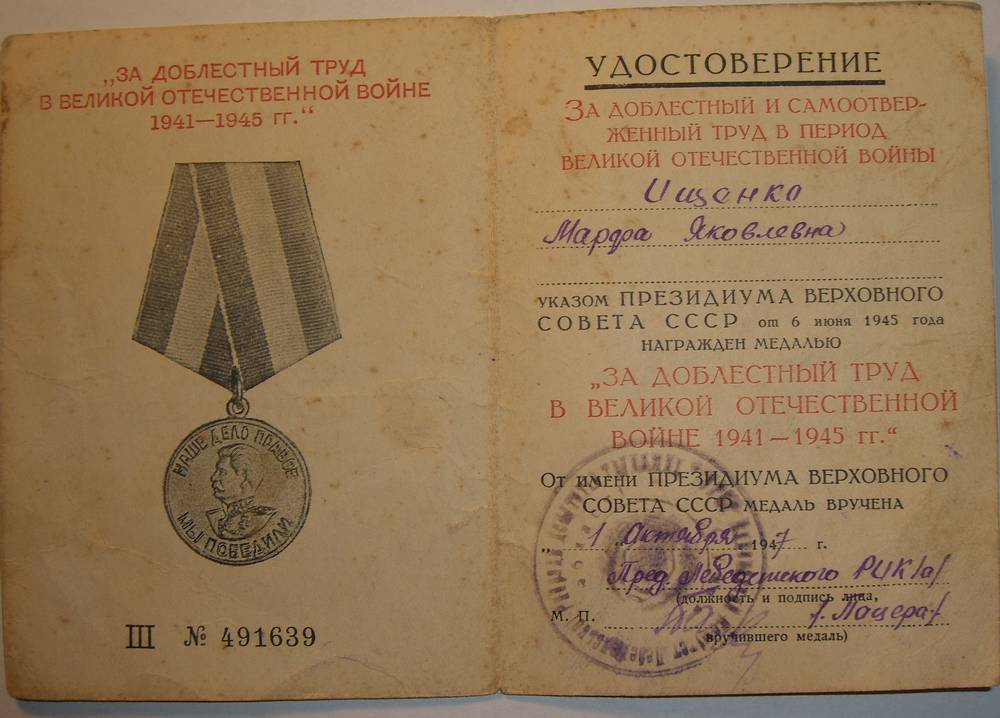 „ЗА ДОБЛЕСТНЫЙ ТРУД
В ВЕЛИКОЙ ОТЕЧЕСТВЕННОЙ ВОЙНЕ
1941—1945 ГГ.“
НАШЕ ДЕЛО ПРАВОЕ
МЫ ПОБЕДИЛИ
III № 491639
УДОСТОВЕРЕНИЕ
ЗА ДОБЛЕСТНЫЙ И САМООТВЕР-
ЖЕННЫЙ ТРУД В ПЕРИОД
ВЕЛИКОЙ ОТЕЧЕСТВЕННОЙ ВОЙНЫ
Ищенко
Марфа Яковлевна
УКАЗОМ ПРЕЗИДИУМА ВЕРХОВНОГО
СОВЕТА СССР от 6 июня 1945 года
НАГРАЖДЕН МЕДАЛЬЮ
„ЗА ДОБЛЕСТНЫЙ ТРУД
В ВЕЛИКОЙ ОТЕЧЕСТВЕННОЙ
ВОЙНЕ 1941—1945 ГГ.“
От имени ПРЕЗИДИУМА ВЕРХОВНОГО
СОВЕТА СССР МЕДАЛЬ ВРУЧЕНА
„ 1 „ Октября 1947 г.
Пред. РИК/а/
(должность и подпись лица,
М. П. /Поцера/
вручившего медаль)